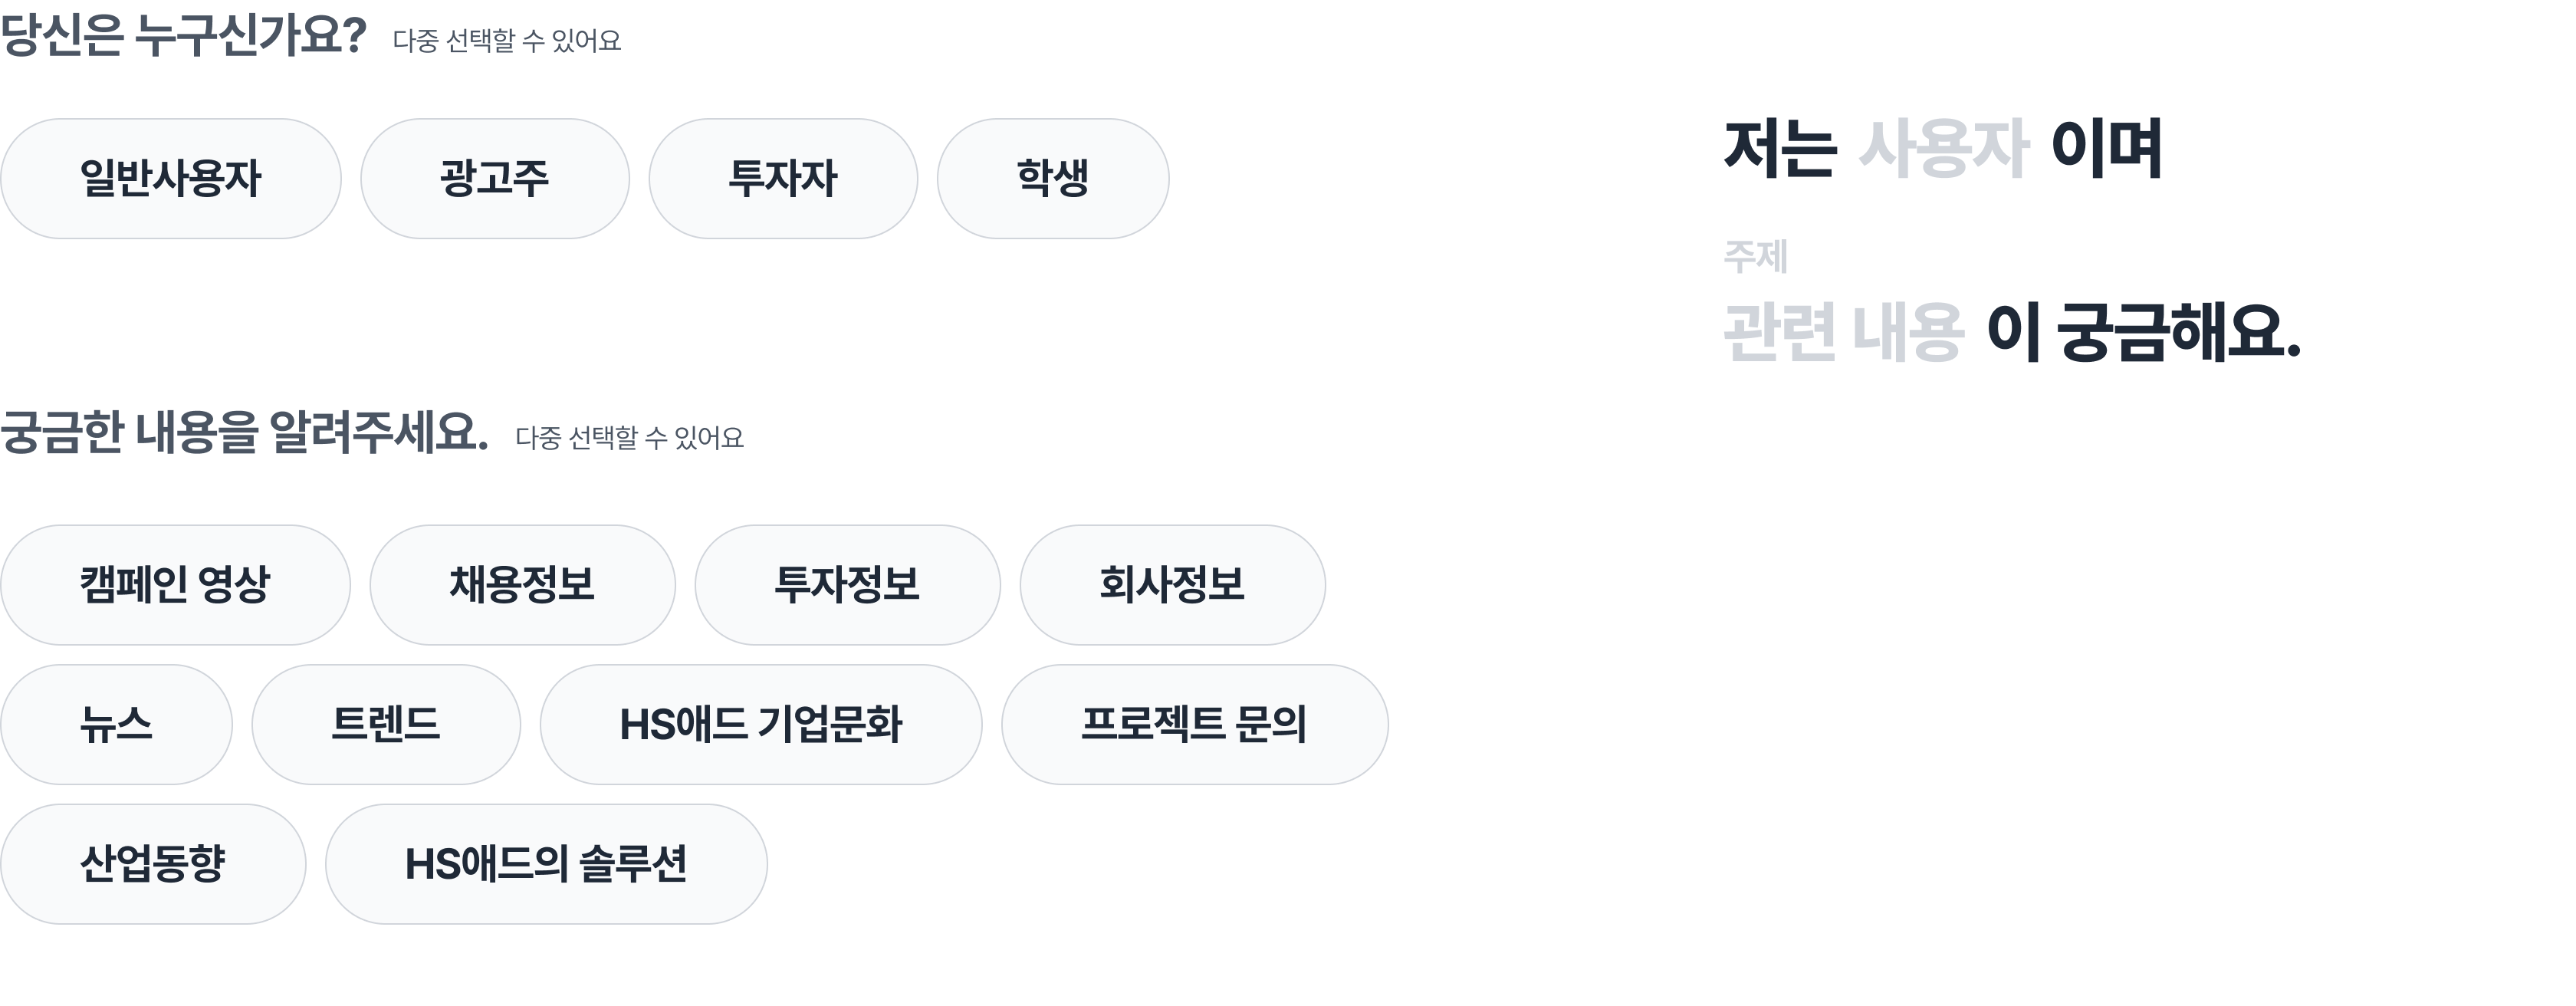 당신은 누구신가요? 다중 선택할 수 있어요
일반사용자 광고주 투자자 학생
궁금한 내용을 알려주세요. 다중 선택할 수 있어요
캠페인 영상 채용정보 투자정보 회사정보
뉴스 트렌드 HS애드 기업문화 프로젝트 문의
산업동향 HS애드의 솔루션
저는 사용자 이며
주제
관련 내용 이 궁금해요.